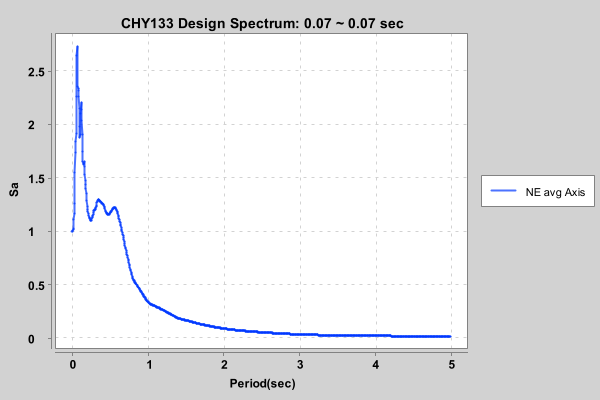 CHY133 Design Spectrum: 0.07 ~ 0.07 sec
Sa
2.5
2
1.5
1
0.5
0
0 1 2 3 4 5
Period(sec)
NE avg Axis